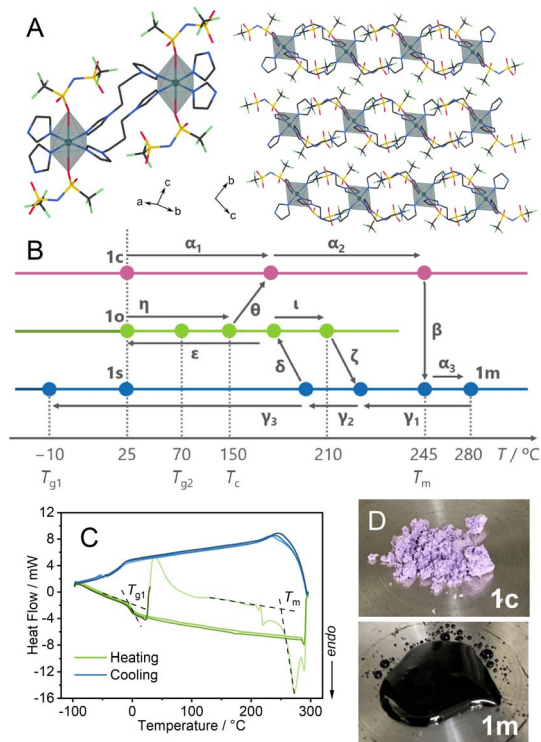 A
c
a
b
b
c
B
1c
α₁
α₂
1o
η
θ
ι
ε
δ
ζ
β
1s
α₃
1m
γ₃
γ₂
γ₁
−10
25
70
150
210
245
280
T / °C
Tg1
Tg2
Tc
Tm
C
D
Heat Flow / mW
12
8
4
0
-4
-8
-12
-16
Tg1
Tm
Heating
Cooling
endo
-100
0
100
200
300
Temperature / °C
1c
1m